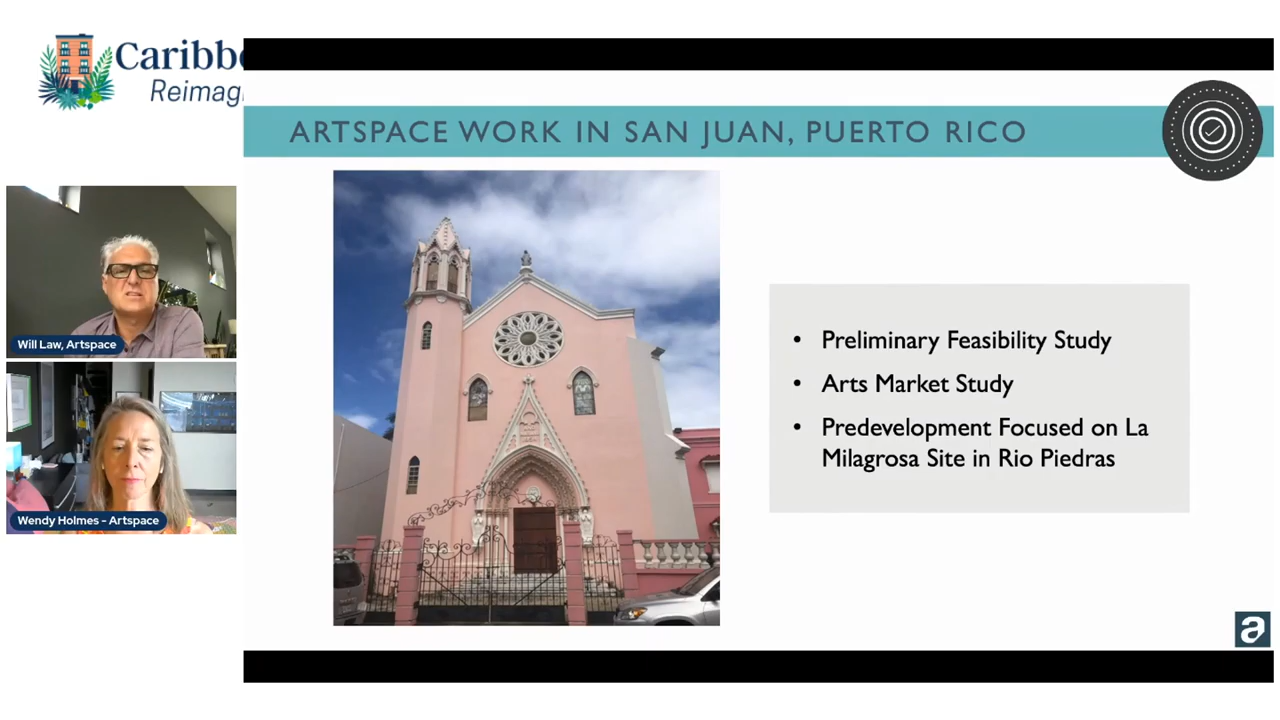 Caribbe
Reimag
ARTSPACE WORK IN SAN JUAN, PUERTO RICO
Will Law, Artspace
Wendy Holmes - Artspace
• Preliminary Feasibility Study
• Arts Market Study
• Predevelopment Focused on La
Milagrosa Site in Rio Piedras
a